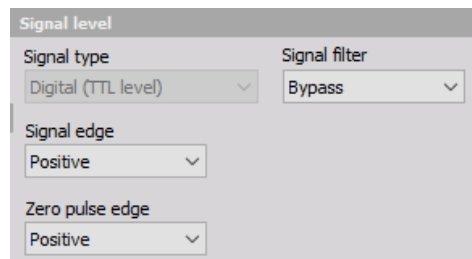 Signal level
Signal type
Signal filter
Digital (TTL level)
Bypass
Signal edge
Positive
Zero pulse edge
Positive